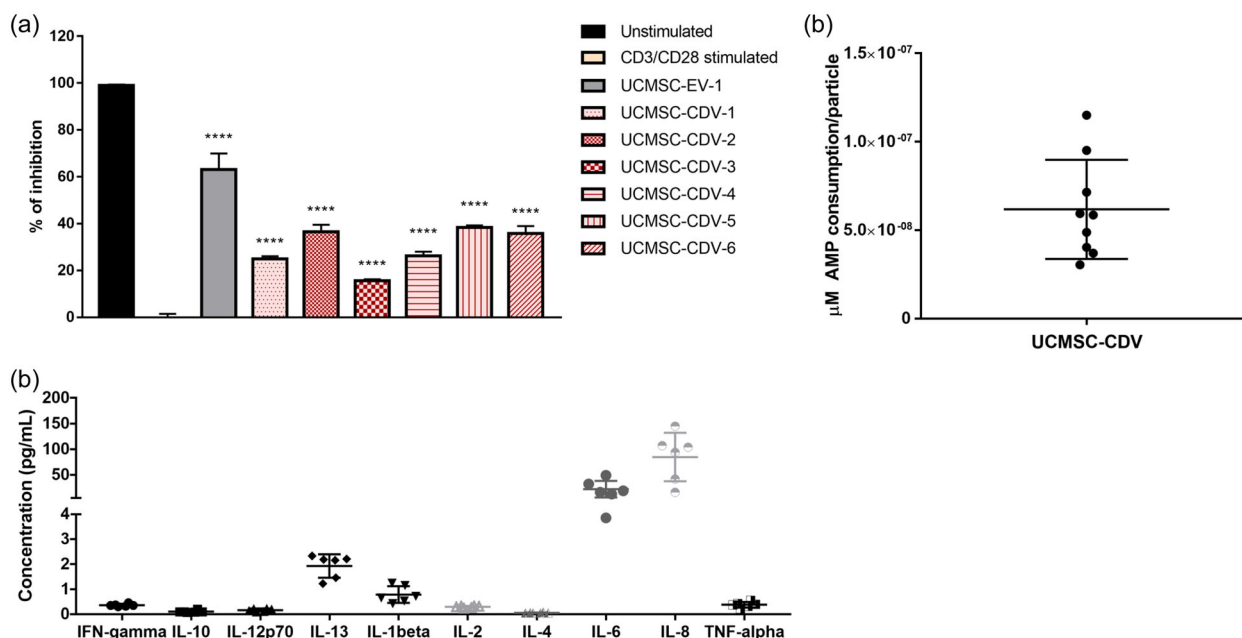 (a)
120
100
80
60
40
20
0
% of inhibition
****
****
****
****
****
****
****
Unstimulated
CD3/CD28 stimulated
UCMSC-EV-1
UCMSC-CDV-1
UCMSC-CDV-2
UCMSC-CDV-3
UCMSC-CDV-4
UCMSC-CDV-5
UCMSC-CDV-6
(b)
1.5×10-07
1.0×10-07
5.0×10-08
0
μM AMP consumption/particle
UCMSC-CDV
(b)
200
150
100
50
4
3
2
1
0
Concentration (pg/mL)
IFN-gamma IL-10 IL-12p70 IL-13 IL-1beta IL-2 IL-4 IL-6 IL-8 TNF-alpha